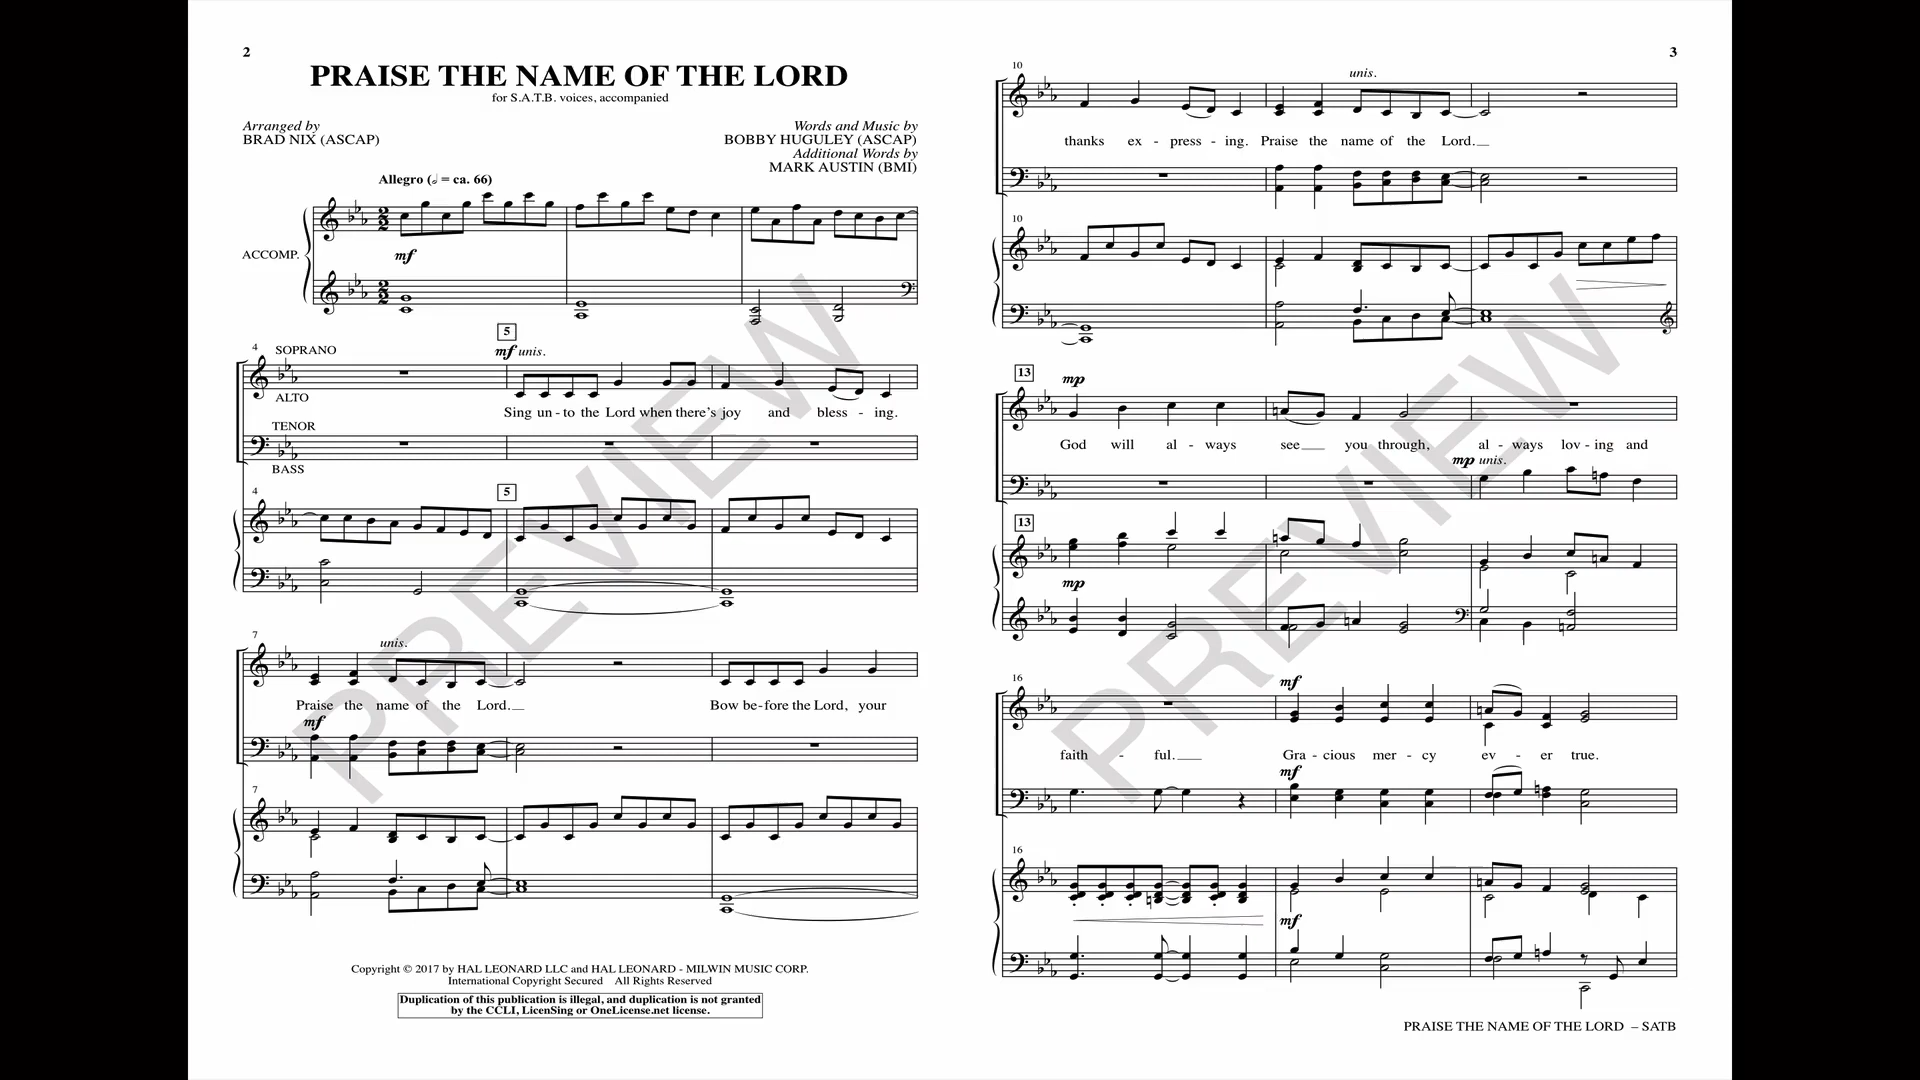 2
PRAISE THE NAME OF THE LORD
for S.A.T.B. voices, accompanied
Arranged by
BRAD NIX (ASCAP)
Words and Music by
BOBBY HUGULEY (ASCAP)
Additional Words by
MARK AUSTIN (BMI)
Allegro (𝅗𝅥 = ca. 66)
ACCOMP.
mf
5
4
SOPRANO
mf unis.
ALTO
Sing un - to the Lord when there's joy and bless - ing.
TENOR
BASS
4
5
7
unis.
Praise the name of the Lord.
Bow be - fore the Lord, your
mf
7
Copyright © 2017 by HAL LEONARD LLC and HAL LEONARD - MILWIN MUSIC CORP.
International Copyright Secured All Rights Reserved
Duplication of this publication is illegal, and duplication is not granted
by the CCLI, LicenSing or OneLicense.net license.
PREVIEW
3
10
unis.
thanks ex - press - ing. Praise the name of the Lord.
10
13
mp
God will al - ways see you through, al - ways lov - ing and
mp unis.
13
mp
16
mf
faith - ful. Gra - cious mer - cy ev - er true.
mf
16
mf
PRAISE THE NAME OF THE LORD – SATB
PREVIEW